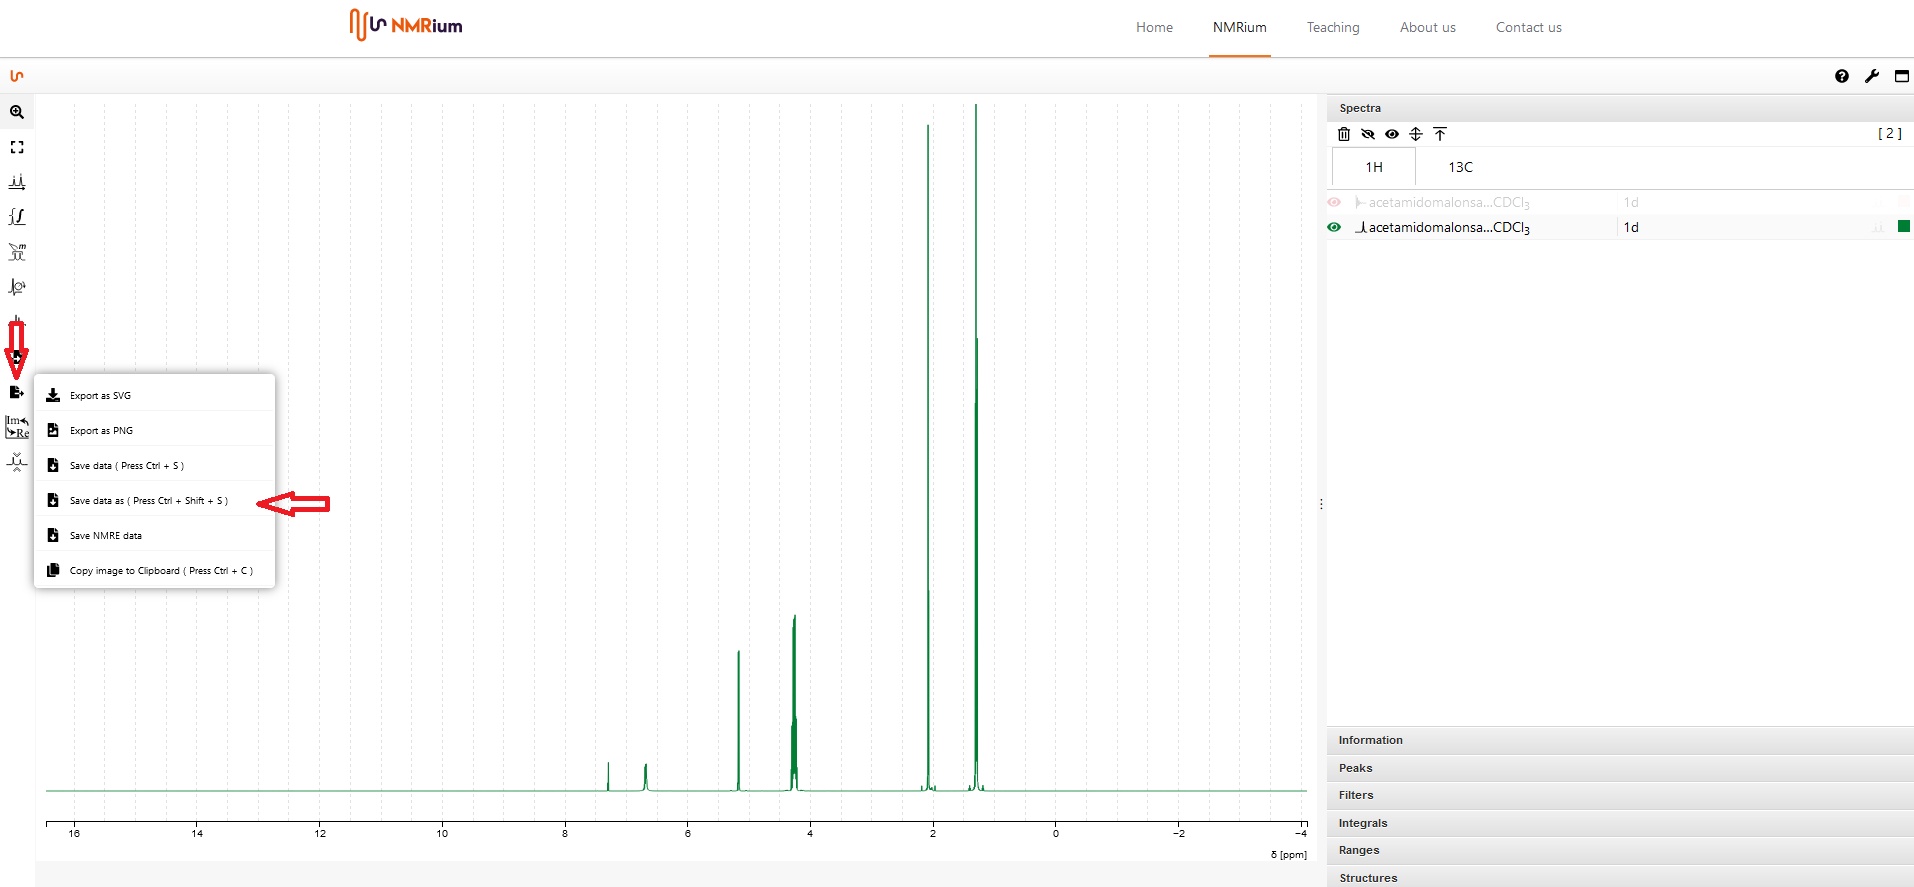 NMRium
Home NMRium Teaching About us Contact us
Spectra
[ 2 ]
1H 13C
acetamidomalonsa...CDCl3 1d
acetamidomalonsa...CDCl3 1d
Export as SVG
Export as PNG
Save data ( Press Ctrl + S )
Save data as ( Press Ctrl + Shift + S )
Save NMRE data
Copy image to Clipboard ( Press Ctrl + C )
Im
Re
16 14 12 10 8 6 4 2 0 −2 −4
δ [ppm]
Information
Peaks
Filters
Integrals
Ranges
Structures